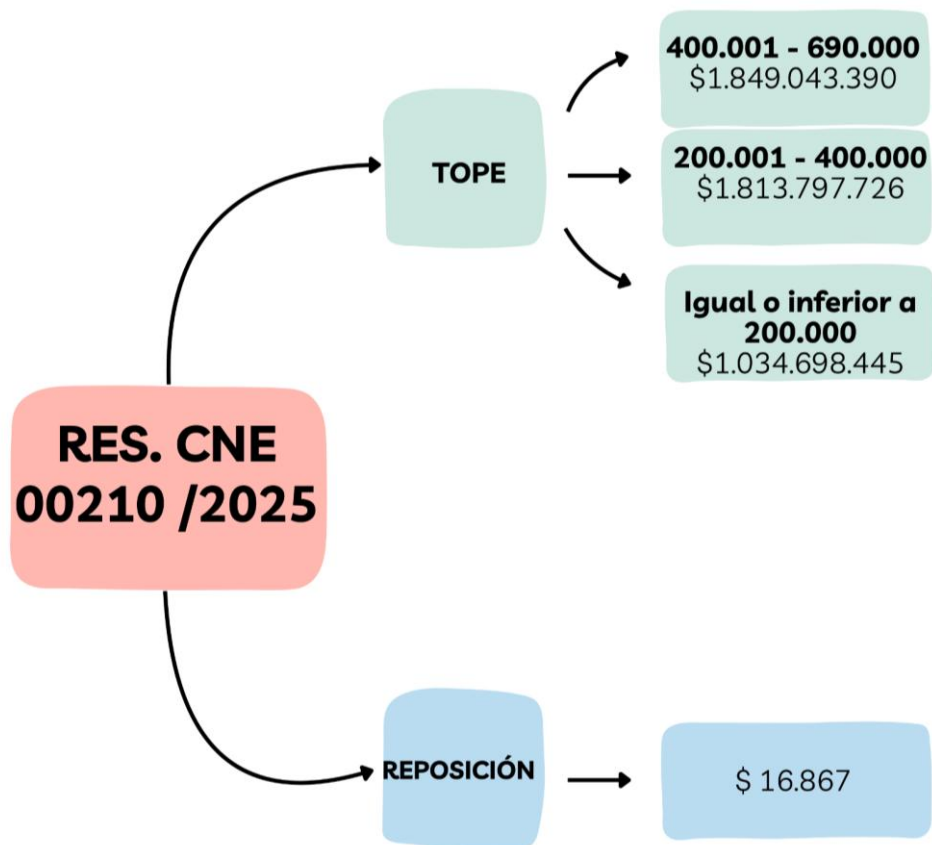 400.001 - 690.000
$1.849.043.390
TOPE
200.001 - 400.000
$1.813.797.726
Igual o inferior a
200.000
$1.034.698.445
RES. CNE
00210 /2025
REPOSICIÓN
$ 16.867